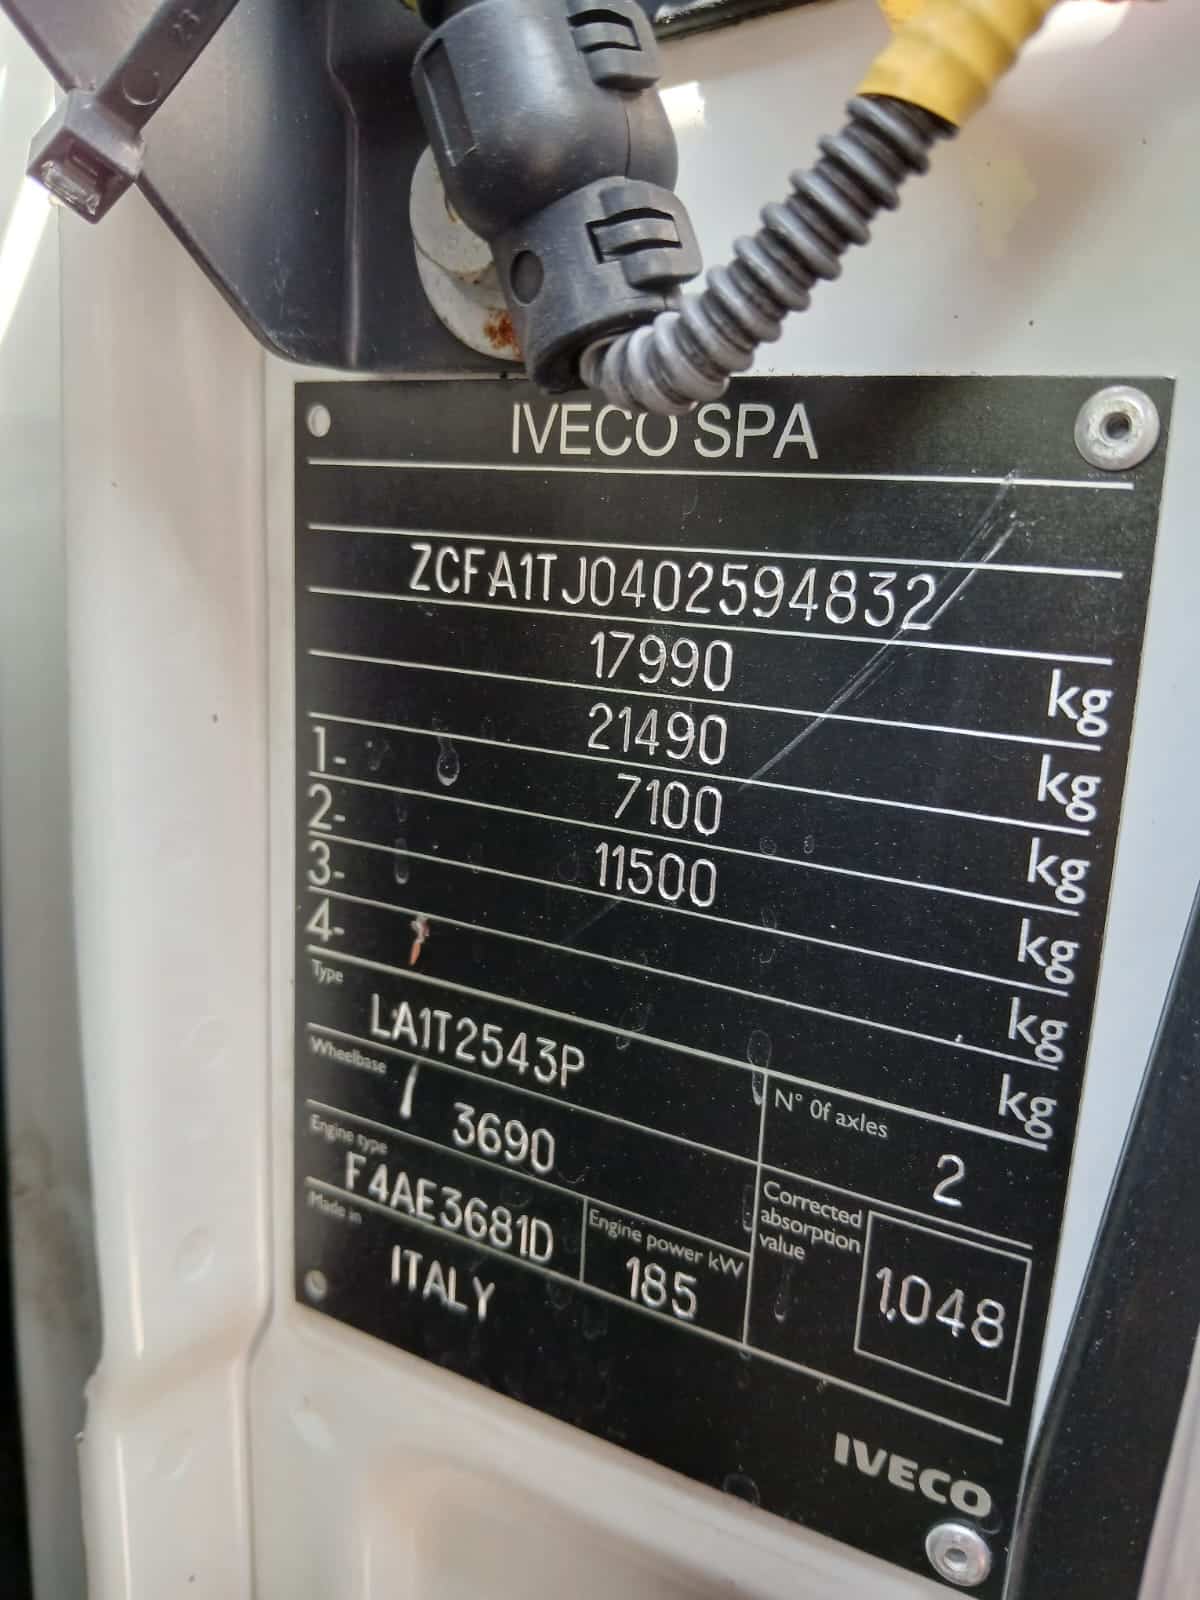 23
IVECO SPA
ZCFA1TJ0402594832
17990 kg
21490 kg
1- 7100 kg
2- 11500 kg
3- kg
4- kg
Type
LA1T2543P
N° 0f axles
2
Wheelbase
3690
Engine type
F4AE3681D
Engine power kW
185
Corrected
absorption
value
1.048
Made in
ITALY
IVECO